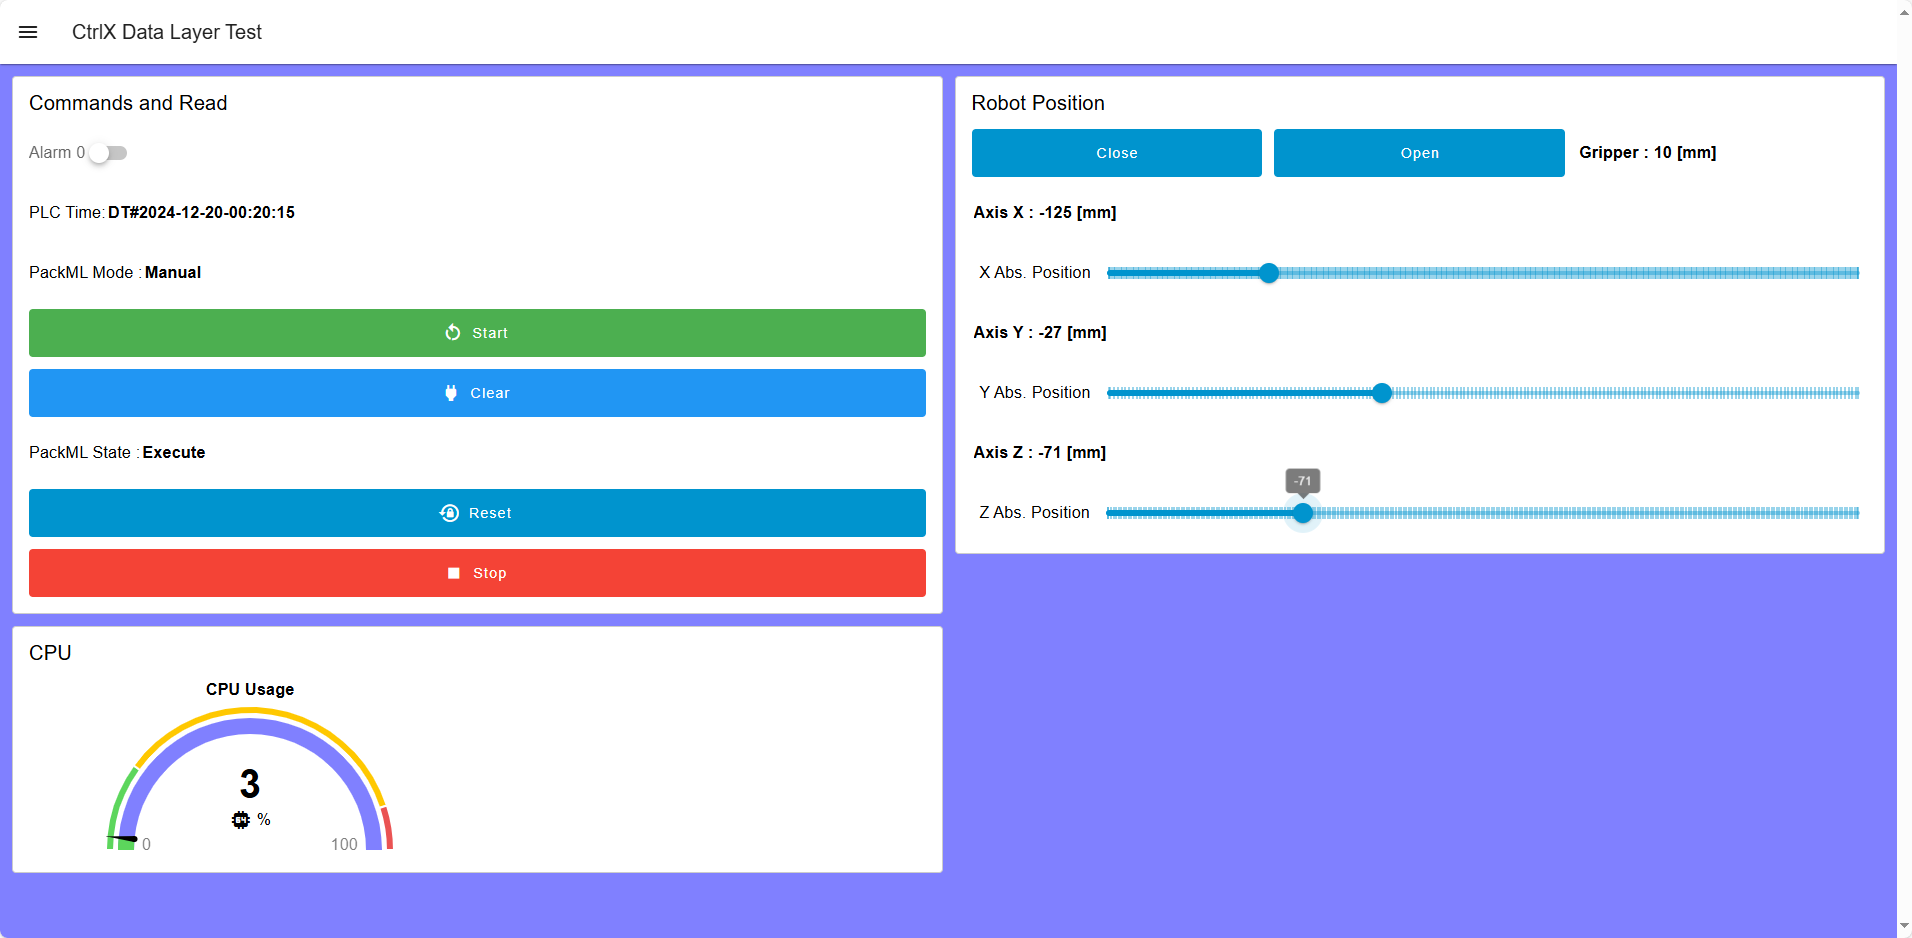 CtrlX Data Layer Test
Commands and Read
Alarm 0
PLC Time: DT#2024-12-20-00:20:15
PackML Mode : Manual
Start
Clear
PackML State : Execute
Reset
Stop
CPU
CPU Usage
3
%
0
100
Robot Position
Close
Open
Gripper : 10 [mm]
Axis X : -125 [mm]
X Abs. Position
Axis Y : -27 [mm]
Y Abs. Position
Axis Z : -71 [mm]
-71
Z Abs. Position